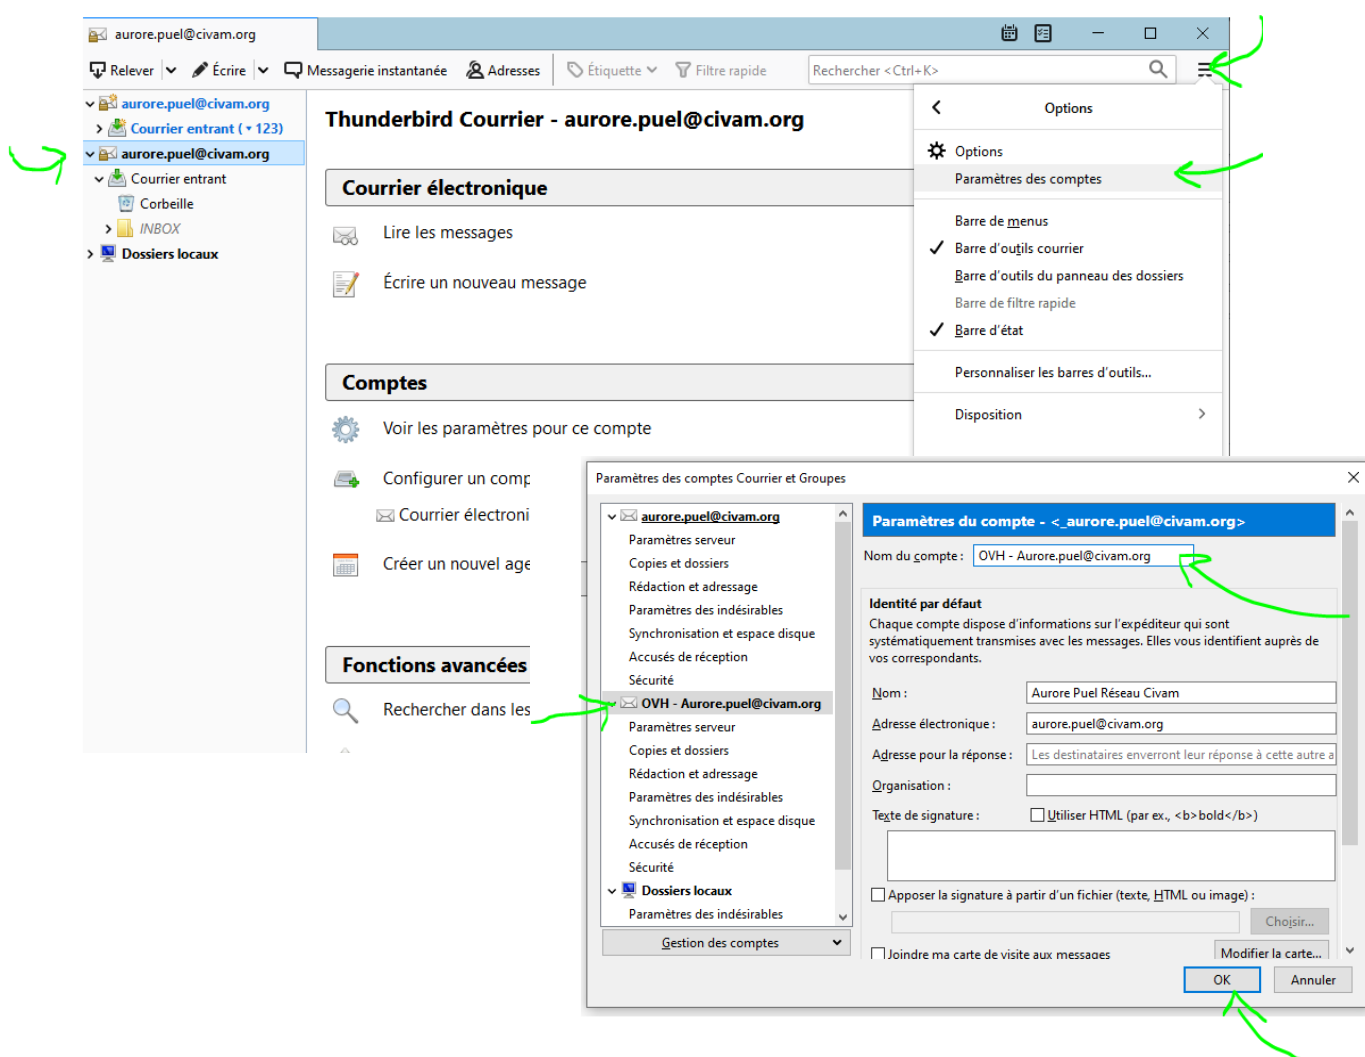 aurore.puel@civam.org
Relever Écrire Messagerie instantanée Adresses Étiquette Filtre rapide Rechercher <Ctrl+K>
aurore.puel@civam.org
Courrier entrant ( 123)
aurore.puel@civam.org
Courrier entrant
Corbeille
INBOX
Dossiers locaux
Thunderbird Courrier - aurore.puel@civam.org
Courrier électronique
Lire les messages
Écrire un nouveau message
Comptes
Voir les paramètres pour ce compte
Configurer un comp
Courrier électroni
Créer un nouvel age
Fonctions avancées
Rechercher dans les
Options
Options
Paramètres des comptes
Barre de menus
Barre d'outils courrier
Barre d'outils du panneau des dossiers
Barre de filtre rapide
Barre d'état
Personnaliser les barres d'outils...
Disposition
Paramètres des comptes Courrier et Groupes
aurore.puel@civam.org
Paramètres serveur
Copies et dossiers
Rédaction et adressage
Paramètres des indésirables
Synchronisation et espace disque
Accusés de réception
Sécurité
OVH - Aurore.puel@civam.org
Paramètres serveur
Copies et dossiers
Rédaction et adressage
Paramètres des indésirables
Synchronisation et espace disque
Accusés de réception
Sécurité
Dossiers locaux
Paramètres des indésirables
Gestion des comptes
Paramètres du compte - <_aurore.puel@civam.org>
Nom du compte : OVH - Aurore.puel@civam.org
Identité par défaut
Chaque compte dispose d'informations sur l'expéditeur qui sont
systématiquement transmises avec les messages. Elles vous identifient auprès de
vos correspondants.
Nom : Aurore Puel Réseau Civam
Adresse électronique : aurore.puel@civam.org
Adresse pour la réponse : Les destinataires enverront leur réponse à cette autre a
Organisation :
Texte de signature : Utiliser HTML (par ex., <b>bold</b>)
Apposer la signature à partir d'un fichier (texte, HTML ou image) :
Choisir...
Joindre ma carte de visite aux messages Modifier la carte...
OK Annuler